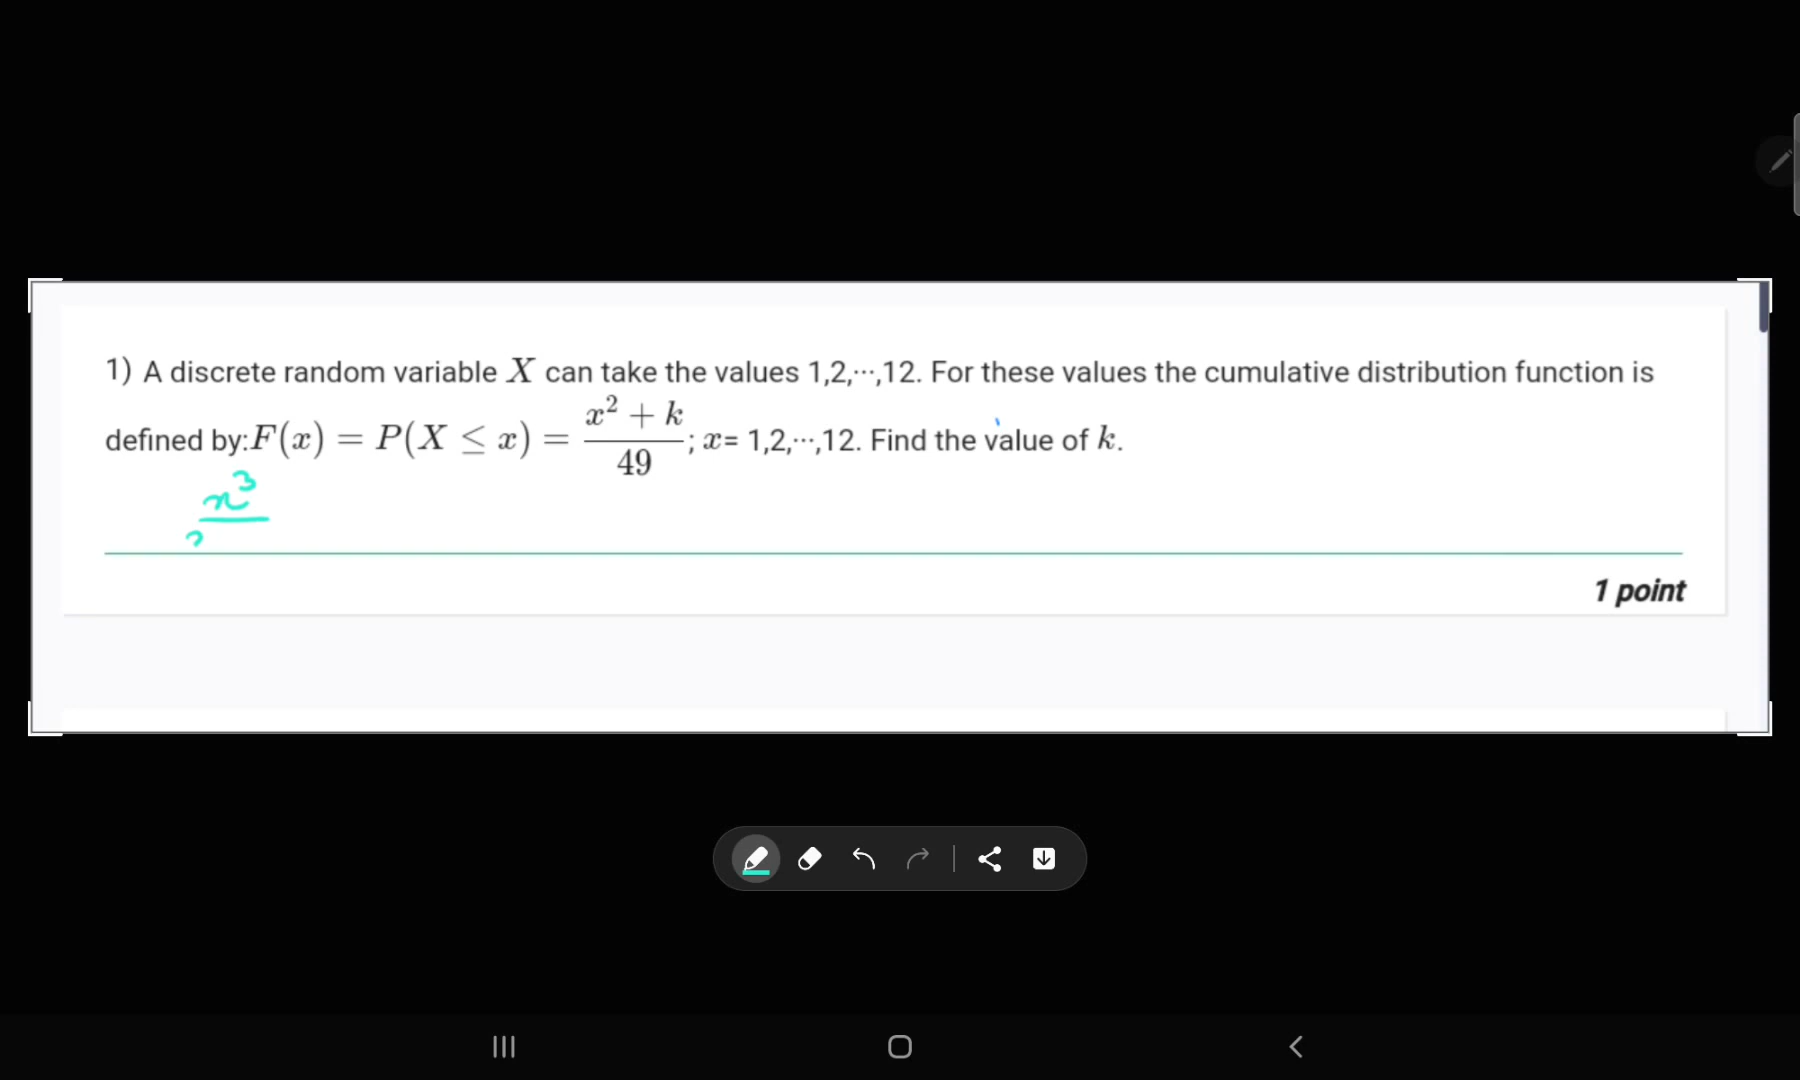 1) A discrete random variable X can take the values 1,2,⋯,12. For these values the cumulative distribution function is
defined by:F(x) = P(X ≤ x) = (x² + k)/49; x= 1,2,⋯,12. Find the value of k.
x³
1 point